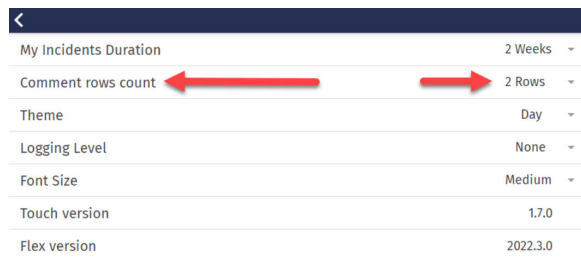 My Incidents Duration 2 Weeks
Comment rows count 2 Rows
Theme Day
Logging Level None
Font Size Medium
Touch version 1.7.0
Flex version 2022.3.0